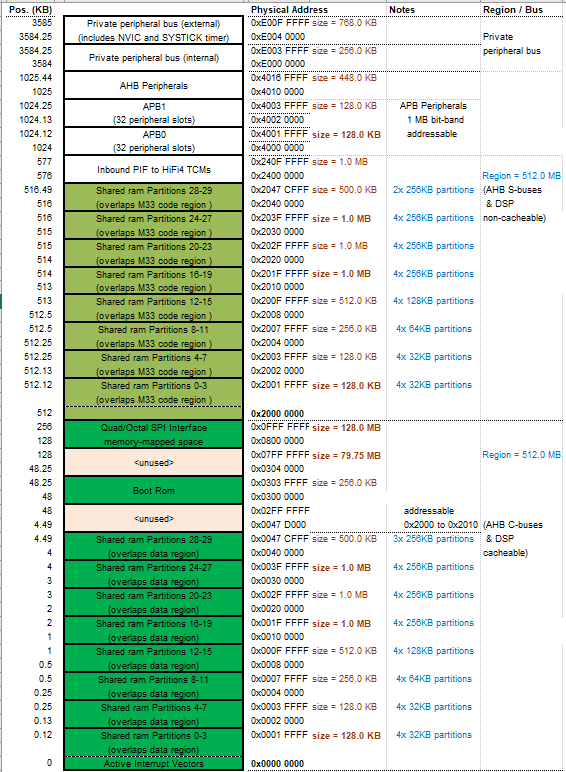 Pos. (KB) Physical Address Notes Region / Bus
3585 Private peripheral bus (external) 0xE00F FFFF size = 768.0 KB
3584.25 (includes NVIC and SYSTICK timer) 0xE004 0000 Private
3584.25 Private peripheral bus (internal) 0xE003 FFFF size = 256.0 KB peripheral bus
3584 0xE000 0000
1025.44 AHB Peripherals 0x4016 FFFF size = 448.0 KB
1025 0x4010 0000
1024.25 APB1 0x4003 FFFF size = 128.0 KB APB Peripherals
1024.13 (32 peripheral slots) 0x4002 0000 1 MB bit-band
1024.12 APB0 0x4001 FFFF size = 128.0 KB addressable
1024 (32 peripheral slots) 0x4000 0000
577 Inbound PIF to HiFi4 TCMs 0x240F FFFF size = 1.0 MB
576 0x2400 0000 Region = 512.0 MB
516.49 Shared ram Partitions 28-29 0x2047 CFFF size = 500.0 KB 2x 256KB partitions (AHB S-buses
516 (overlaps M33 code region ) 0x2040 0000 & DSP
516 Shared ram Partitions 24-27 0x203F FFFF size = 1.0 MB 4x 256KB partitions non-cacheable)
515 (overlaps M33 code region ) 0x2030 0000
515 Shared ram Partitions 20-23 0x202F FFFF size = 1.0 MB 4x 256KB partitions
514 (overlaps M33 code region ) 0x2020 0000
514 Shared ram Partitions 16-19 0x201F FFFF size = 1.0 MB 4x 256KB partitions
513 (overlaps M33 code region ) 0x2010 0000
513 Shared ram Partitions 12-15 0x200F FFFF size = 512.0 KB 4x 128KB partitions
512.5 (overlaps M33 code region ) 0x2008 0000
512.5 Shared ram Partitions 8-11 0x2007 FFFF size = 256.0 KB 4x 64KB partitions
512.25 (overlaps M33 code region ) 0x2004 0000
512.25 Shared ram Partitions 4-7 0x2003 FFFF size = 128.0 KB 4x 32KB partitions
512.13 (overlaps M33 code region ) 0x2002 0000
512.12 Shared ram Partitions 0-3 0x2001 FFFF size = 128.0 KB 4x 32KB partitions
(overlaps M33 code region )
512 0x2000 0000
256 Quad/Octal SPI Interface 0x0FFF FFFF size = 128.0 MB
128 memory-mapped space 0x0800 0000
128 <unused> 0x07FF FFFF size = 79.75 MB Region = 512.0 MB
48.25 0x0304 0000
48.25 Boot Rom 0x0303 FFFF size = 256.0 KB
48 0x0300 0000
48 <unused> 0x02FF FFFF addressable
4.49 0x0047 D000 0x2000 to 0x2010 (AHB C-buses
4.49 Shared ram Partitions 28-29 0x0047 CFFF size = 500.0 KB 3x 256KB partitions & DSP
4 (overlaps data region) 0x0040 0000 cacheable)
4 Shared ram Partitions 24-27 0x003F FFFF size = 1.0 MB 4x 256KB partitions
3 (overlaps data region) 0x0030 0000
3 Shared ram Partitions 20-23 0x002F FFFF size = 1.0 MB 4x 256KB partitions
2 (overlaps data region) 0x0020 0000
2 Shared ram Partitions 16-19 0x001F FFFF size = 1.0 MB 4x 256KB partitions
1 (overlaps data region) 0x0010 0000
1 Shared ram Partitions 12-15 0x000F FFFF size = 512.0 KB 4x 128KB partitions
0.5 (overlaps data region) 0x0008 0000
0.5 Shared ram Partitions 8-11 0x0007 FFFF size = 256.0 KB 4x 64KB partitions
0.25 (overlaps data region) 0x0004 0000
0.25 Shared ram Partitions 4-7 0x0003 FFFF size = 128.0 KB 4x 32KB partitions
0.13 (overlaps data region) 0x0002 0000
0.12 Shared ram Partitions 0-3 0x0001 FFFF size = 128.0 KB 4x 32KB partitions
(overlaps data region)
0 Active Interrupt Vectors 0x0000 0000